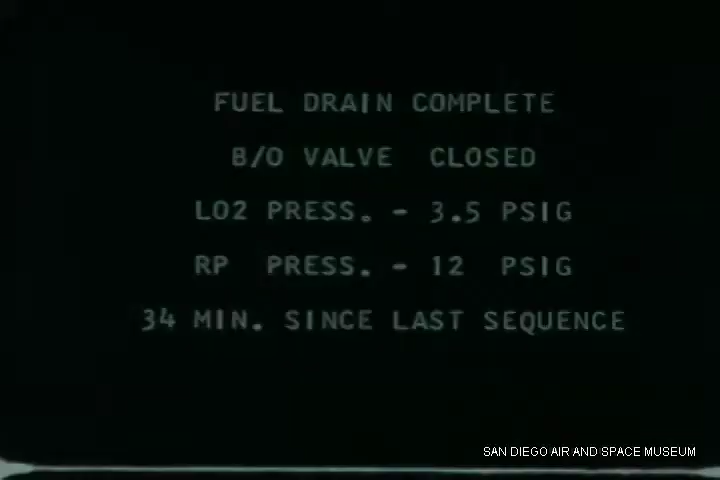 FUEL DRAIN COMPLETE
B/O VALVE CLOSED
LO2 PRESS. - 3.5 PSIG
RP PRESS. - 12 PSIG
34 MIN. SINCE LAST SEQUENCE
SAN DIEGO AIR AND SPACE MUSEUM